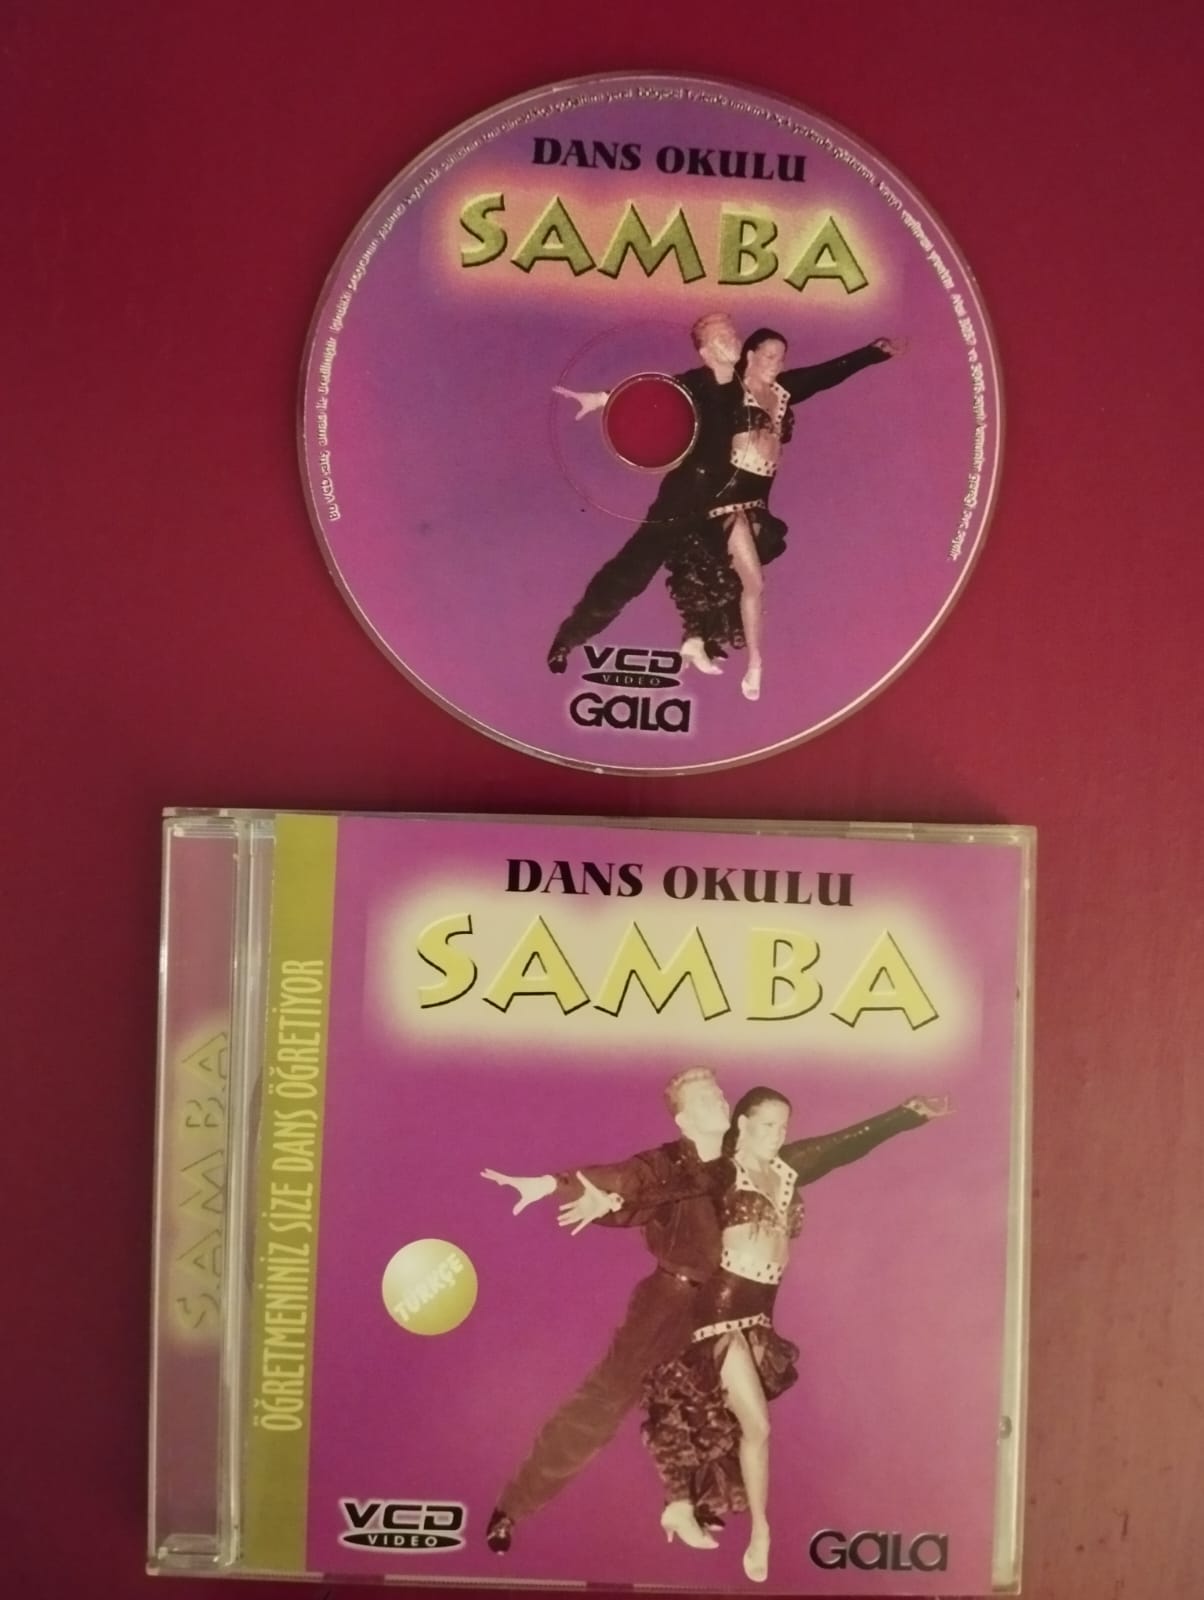 DANS OKULU
SAMBA
VCD
VIDEO
GALA
DANS OKULU
SAMBA
SAMBA
ÖĞRETMENİNİZ SİZE DANS ÖĞRETİYOR
TÜRKÇE
VCD
VIDEO
GALA